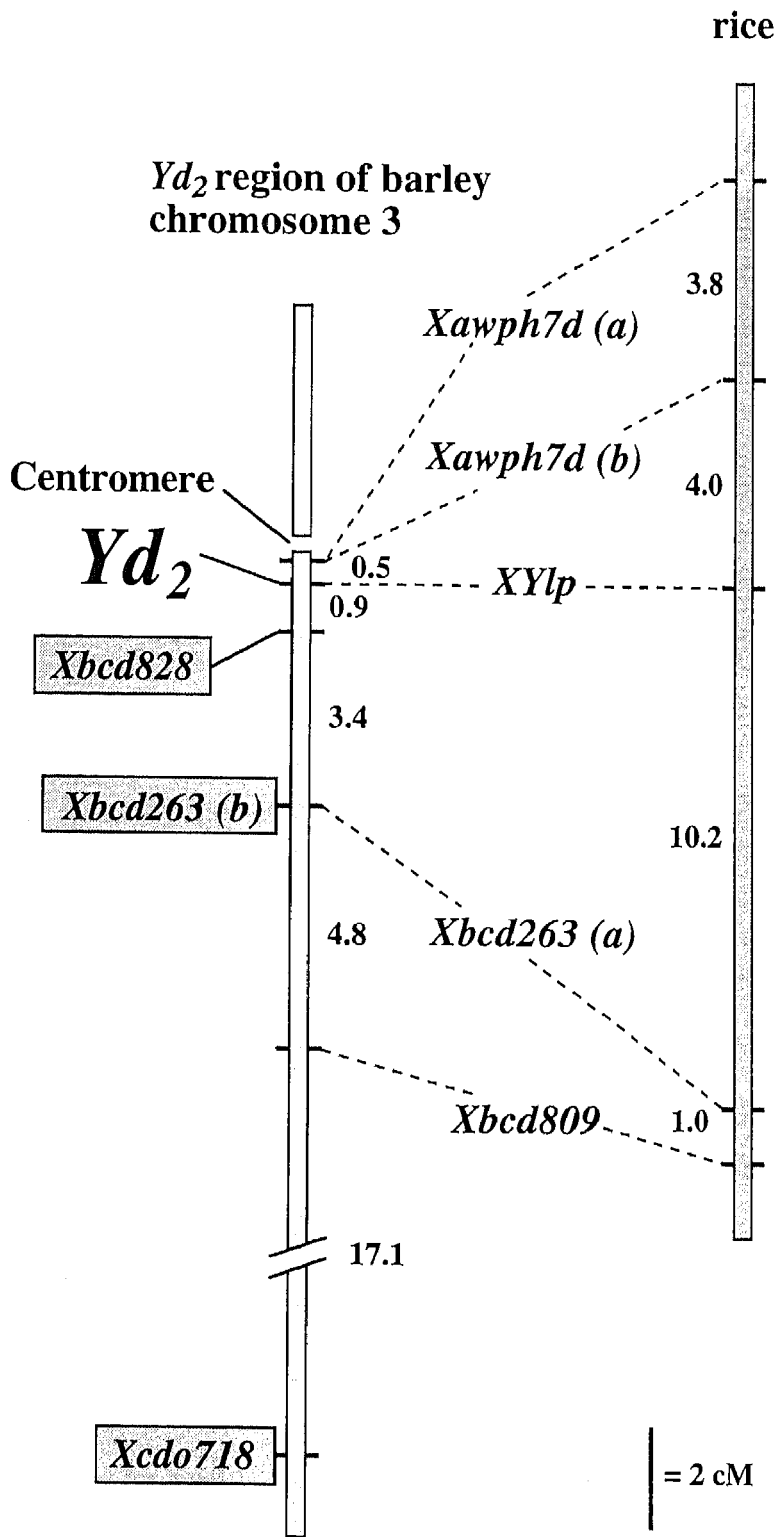 rice
Yd2 region of barley
chromosome 3
3.8
Xawph7d (a)
Xawph7d (b)
4.0
Centromere
Yd2
0.5
XYlp
0.9
Xbcd828
3.4
Xbcd263 (b)
10.2
4.8
Xbcd263 (a)
Xbcd809
1.0
17.1
Xcdo718
= 2 cM